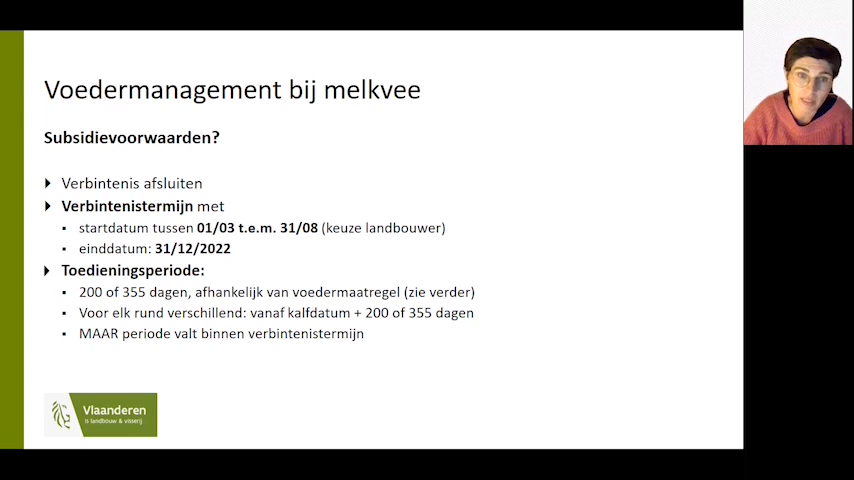 Voedermanagement bij melkvee
Subsidievoorwaarden?
Verbintenis afsluiten
Verbintenistermijn met
startdatum tussen 01/03 t.e.m. 31/08 (keuze landbouwer)
einddatum: 31/12/2022
Toedieningsperiode:
200 of 355 dagen, afhankelijk van voedermaatregel (zie verder)
Voor elk rund verschillend: vanaf kalfdatum + 200 of 355 dagen
MAAR periode valt binnen verbintenistermijn
Vlaanderen
is landbouw & visserij